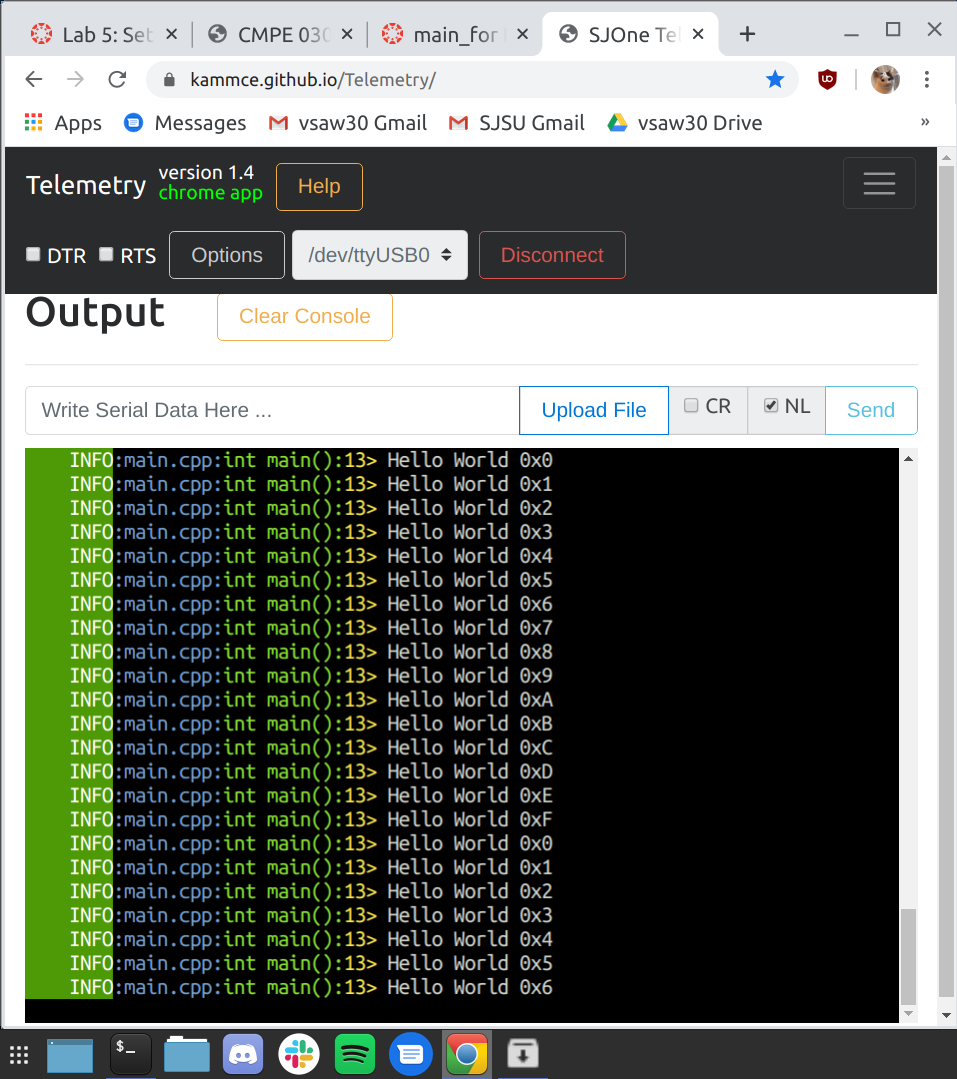 Lab 5: Set CMPE 030 main_for SJOne Tel
kammce.github.io/Telemetry/
Apps Messages vsaw30 Gmail SJSU Gmail vsaw30 Drive »
Telemetry version 1.4 Help
chrome app
DTR RTS Options /dev/ttyUSB0 Disconnect
Output Clear Console
Write Serial Data Here ... Upload File CR NL Send
INFO:main.cpp:int main():13> Hello World 0x0
INFO:main.cpp:int main():13> Hello World 0x1
INFO:main.cpp:int main():13> Hello World 0x2
INFO:main.cpp:int main():13> Hello World 0x3
INFO:main.cpp:int main():13> Hello World 0x4
INFO:main.cpp:int main():13> Hello World 0x5
INFO:main.cpp:int main():13> Hello World 0x6
INFO:main.cpp:int main():13> Hello World 0x7
INFO:main.cpp:int main():13> Hello World 0x8
INFO:main.cpp:int main():13> Hello World 0x9
INFO:main.cpp:int main():13> Hello World 0xA
INFO:main.cpp:int main():13> Hello World 0xB
INFO:main.cpp:int main():13> Hello World 0xC
INFO:main.cpp:int main():13> Hello World 0xD
INFO:main.cpp:int main():13> Hello World 0xE
INFO:main.cpp:int main():13> Hello World 0xF
INFO:main.cpp:int main():13> Hello World 0x0
INFO:main.cpp:int main():13> Hello World 0x1
INFO:main.cpp:int main():13> Hello World 0x2
INFO:main.cpp:int main():13> Hello World 0x3
INFO:main.cpp:int main():13> Hello World 0x4
INFO:main.cpp:int main():13> Hello World 0x5
INFO:main.cpp:int main():13> Hello World 0x6
$_